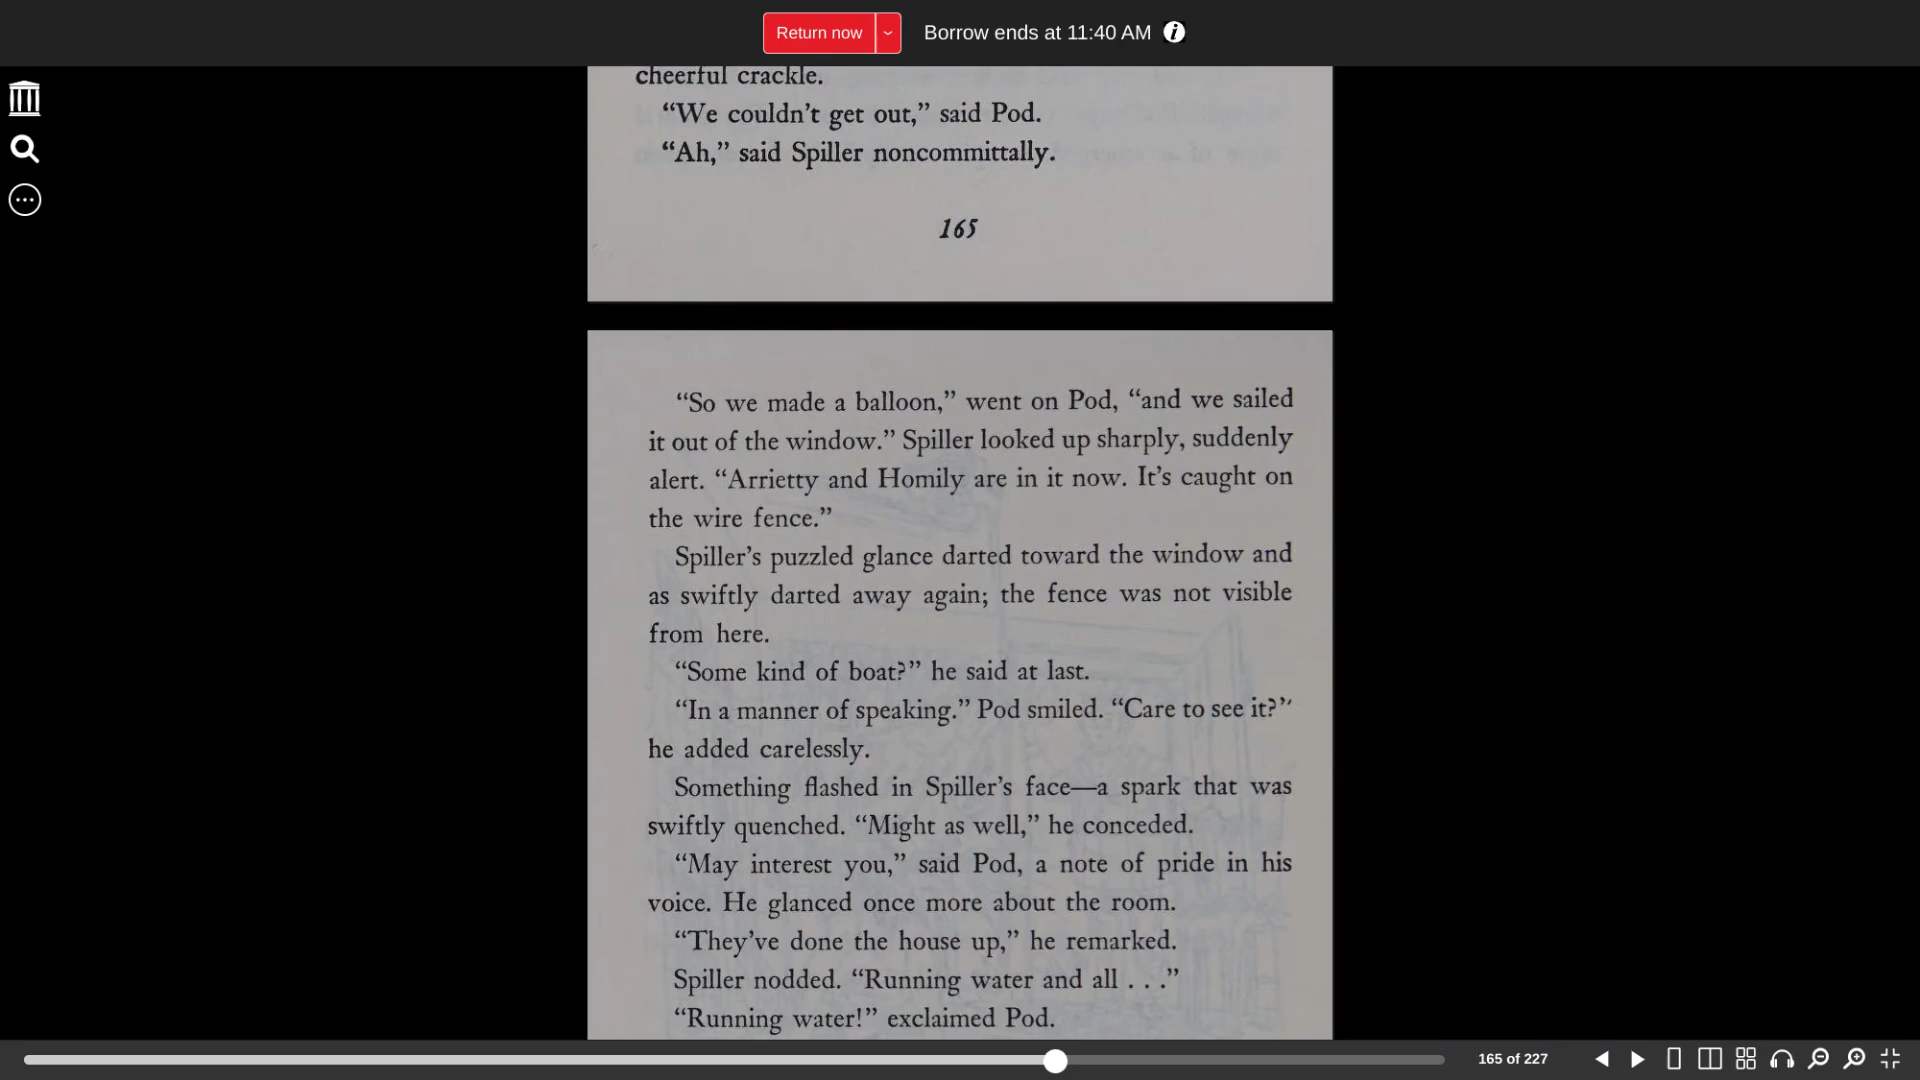 Return now
Borrow ends at 11:40 AM
cheerful crackle.
“We couldn’t get out,” said Pod.
“Ah,” said Spiller noncommittally.
165
“So we made a balloon,” went on Pod, “and we sailed
it out of the window.” Spiller looked up sharply, suddenly
alert. “Arrietty and Homily are in it now. It’s caught on
the wire fence.”
Spiller’s puzzled glance darted toward the window and
as swiftly darted away again; the fence was not visible
from here.
“Some kind of boat?” he said at last.
“In a manner of speaking.” Pod smiled. “Care to see it?”
he added carelessly.
Something flashed in Spiller’s face—a spark that was
swiftly quenched. “Might as well,” he conceded.
“May interest you,” said Pod, a note of pride in his
voice. He glanced once more about the room.
“They’ve done the house up,” he remarked.
Spiller nodded. “Running water and all . . .”
“Running water!” exclaimed Pod.
165 of 227